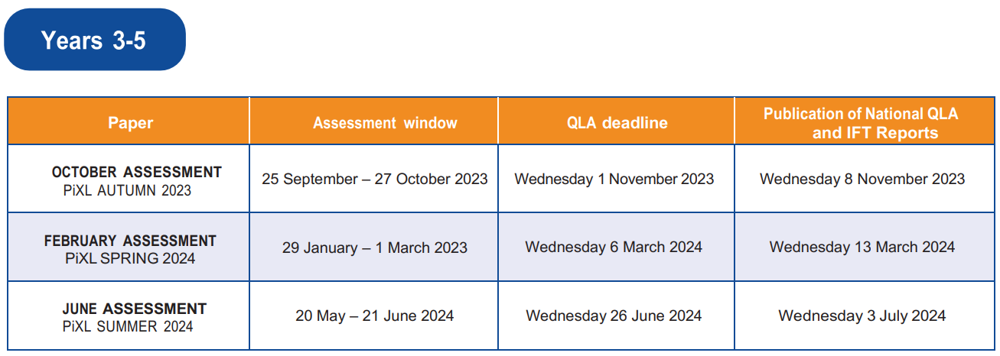 Years 3-5
Paper
Assessment window
QLA deadline
Publication of National QLA
and IFT Reports
OCTOBER ASSESSMENT
PiXL AUTUMN 2023
25 September – 27 October 2023
Wednesday 1 November 2023
Wednesday 8 November 2023
FEBRUARY ASSESSMENT
PiXL SPRING 2024
29 January – 1 March 2023
Wednesday 6 March 2024
Wednesday 13 March 2024
JUNE ASSESSMENT
PiXL SUMMER 2024
20 May – 21 June 2024
Wednesday 26 June 2024
Wednesday 3 July 2024